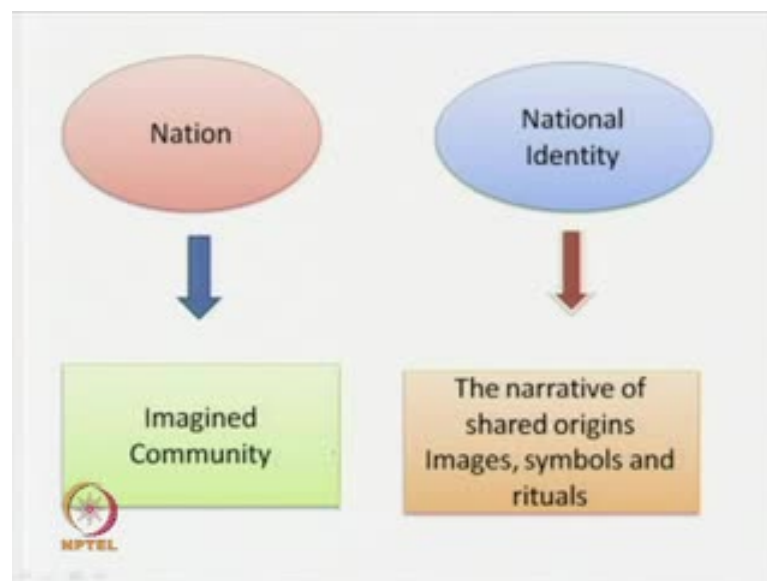 Nation
National
Identity
Imagined
Community
The narrative of
shared origins
Images, symbols and
rituals
NPTEL